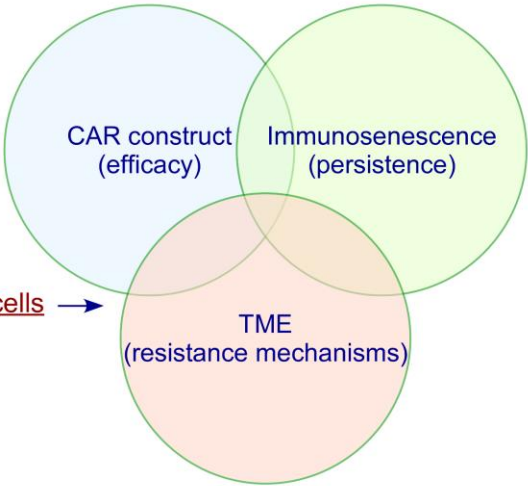 CAR construct
(efficacy)
Immunosenescence
(persistence)
cells
TME
(resistance mechanisms)